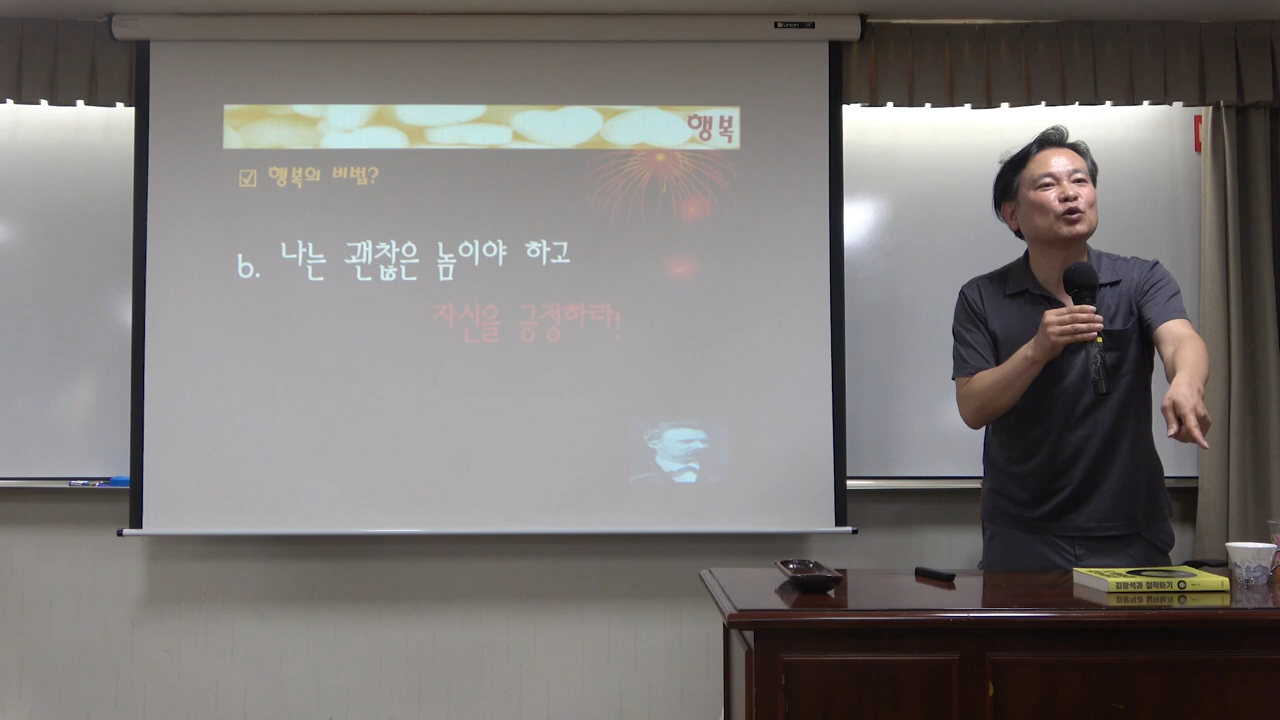 행복
행복의 비법?
b. 나는 괜찮은 놈이야 하고
자신을 긍정하라!
김광석과 철학하기